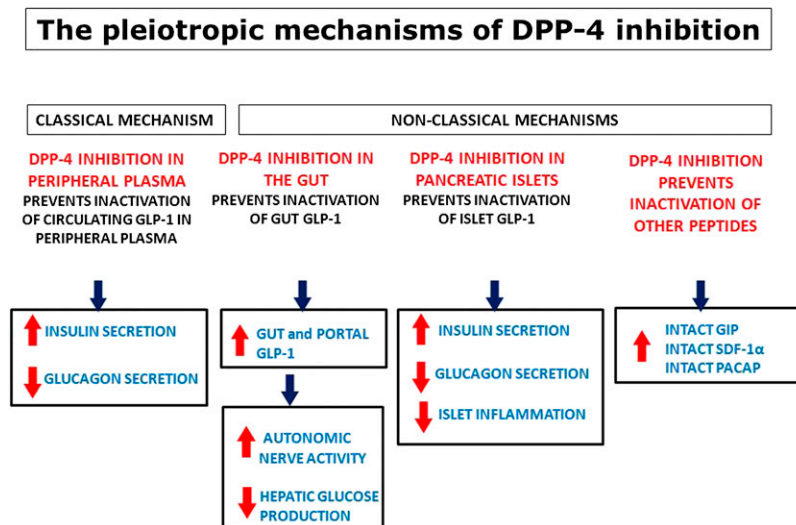 The pleiotropic mechanisms of DPP-4 inhibition
CLASSICAL MECHANISM
NON-CLASSICAL MECHANISMS
DPP-4 INHIBITION IN
PERIPHERAL PLASMA
PREVENTS INACTIVATION
OF CIRCULATING GLP-1 IN
PERIPHERAL PLASMA
DPP-4 INHIBITION IN
THE GUT
PREVENTS INACTIVATION
OF GUT GLP-1
DPP-4 INHIBITION IN
PANCREATIC ISLETS
PREVENTS INACTIVATION
OF ISLET GLP-1
DPP-4 INHIBITION
PREVENTS
INACTIVATION OF
OTHER PEPTIDES
INSULIN SECRETION
GLUCAGON SECRETION
GUT and PORTAL
GLP-1
AUTONOMIC
NERVE ACTIVITY
HEPATIC GLUCOSE
PRODUCTION
INSULIN SECRETION
GLUCAGON SECRETION
ISLET INFLAMMATION
INTACT GIP
INTACT SDF-1α
INTACT PACAP